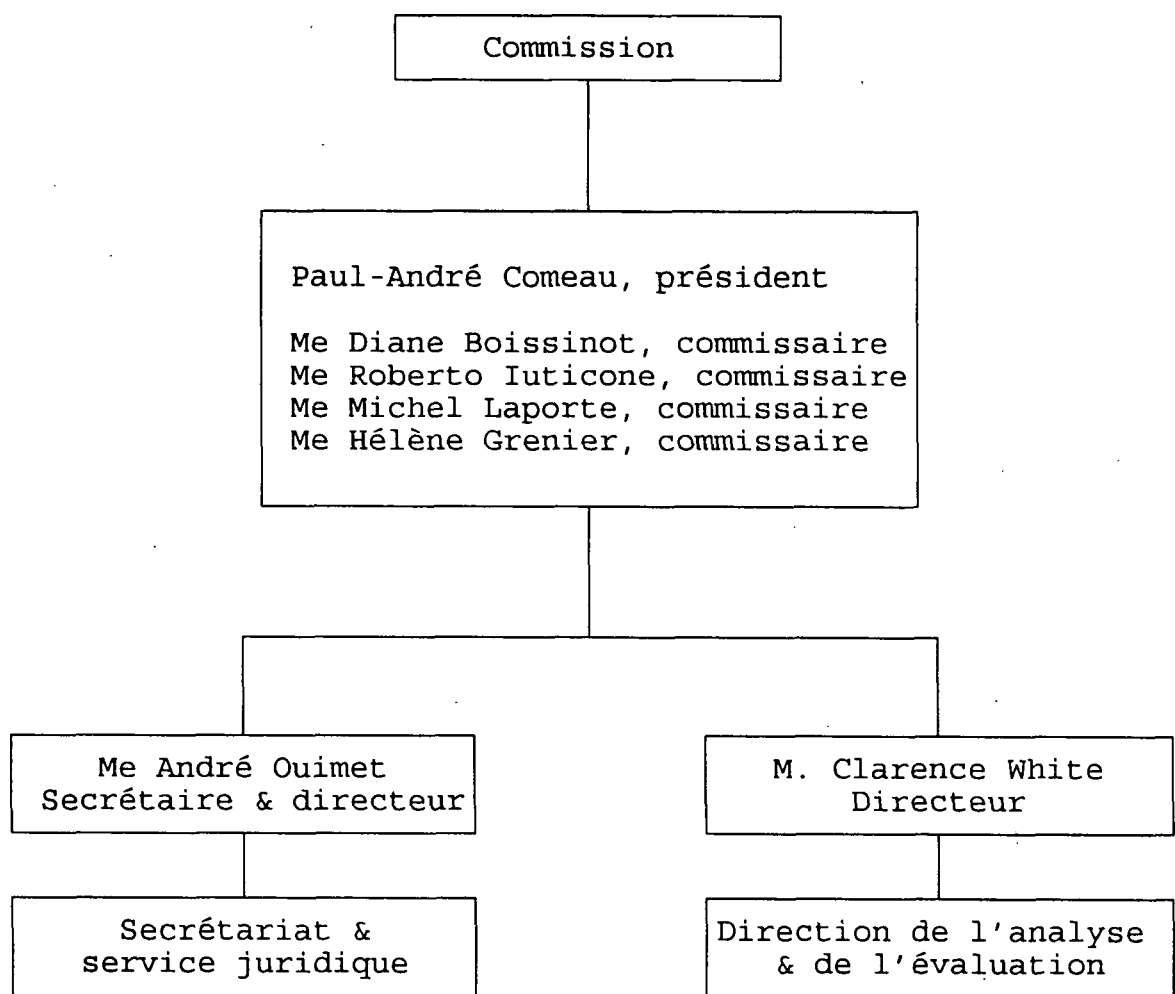 Commission
Paul-André Comeau, président
Me Diane Boissinot, commissaire
Me Roberto Iuticone, commissaire
Me Michel Laporte, commissaire
Me Hélène Grenier, commissaire
Me André Ouimet
Secrétaire & directeur
M. Clarence White
Directeur
Secrétariat &
service juridique
Direction de l'analyse
& de l'évaluation